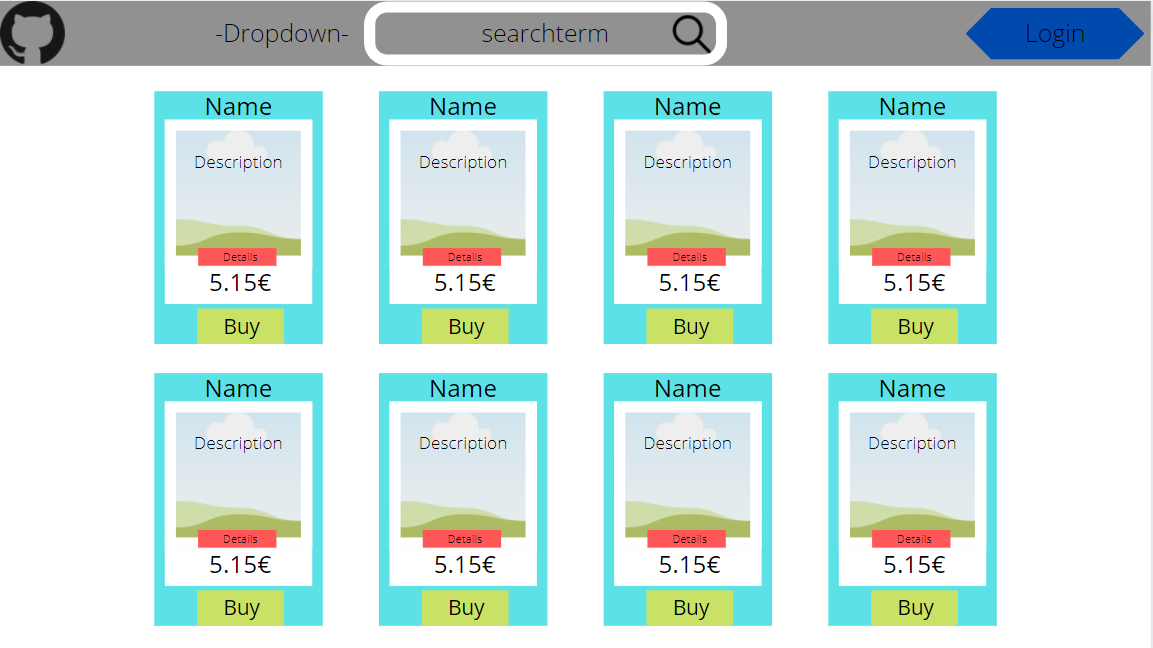 -Dropdown- searchterm Login
Name Name Name Name
Description Description Description Description
Details Details Details Details
5.15€ 5.15€ 5.15€ 5.15€
Buy Buy Buy Buy
Name Name Name Name
Description Description Description Description
Details Details Details Details
5.15€ 5.15€ 5.15€ 5.15€
Buy Buy Buy Buy